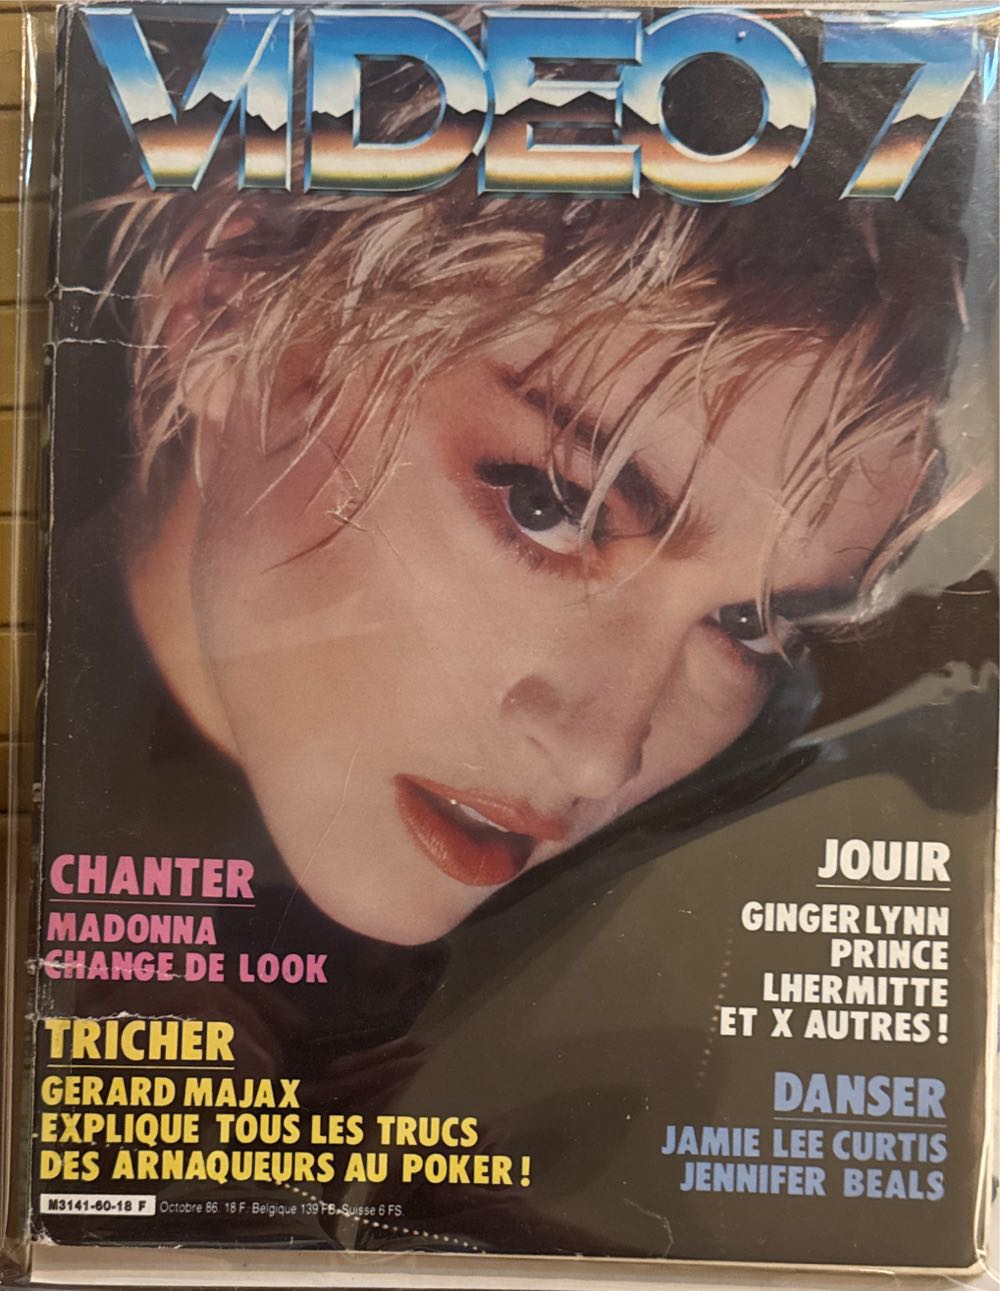 VIDEO7
CHANTER
MADONNA
CHANGE DE LOOK
TRICHER
GERARD MAJAX
EXPLIQUE TOUS LES TRUCS
DES ARNAQUEURS AU POKER !
M3141-60-18 F Octobre 86. 18 F. Belgique 139 FB. Suisse 6 FS.
JOUIR
GINGER LYNN
PRINCE
LHERMITTE
ET X AUTRES !
DANSER
JAMIE LEE CURTIS
JENNIFER BEALS